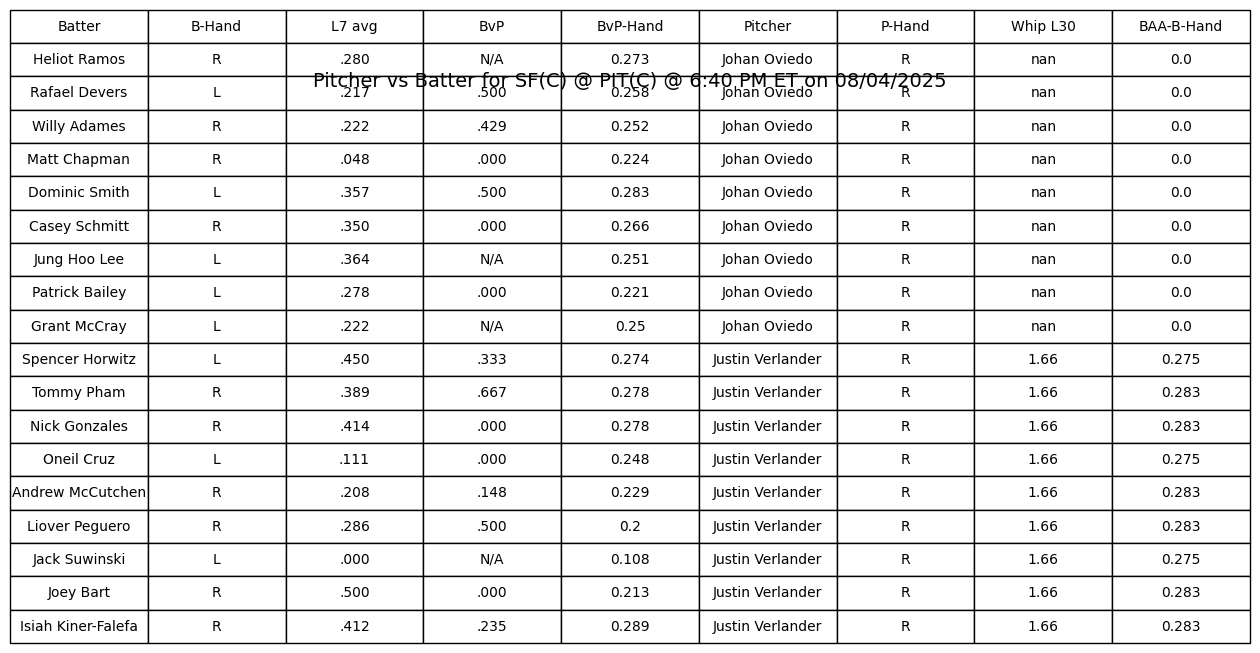 Batter B-Hand L7 avg BvP BvP-Hand Pitcher P-Hand Whip L30 BAA-B-Hand
Heliot Ramos R .280 N/A 0.273 Johan Oviedo R nan 0.0
Pitcher vs Batter for SF(C) @ PIT(C) @ 6:40 PM ET on 08/04/2025
Rafael Devers L .217 .500 0.258 Johan Oviedo R nan 0.0
Willy Adames R .222 .429 0.252 Johan Oviedo R nan 0.0
Matt Chapman R .048 .000 0.224 Johan Oviedo R nan 0.0
Dominic Smith L .357 .500 0.283 Johan Oviedo R nan 0.0
Casey Schmitt R .350 .000 0.266 Johan Oviedo R nan 0.0
Jung Hoo Lee L .364 N/A 0.251 Johan Oviedo R nan 0.0
Patrick Bailey L .278 .000 0.221 Johan Oviedo R nan 0.0
Grant McCray L .222 N/A 0.25 Johan Oviedo R nan 0.0
Spencer Horwitz L .450 .333 0.274 Justin Verlander R 1.66 0.275
Tommy Pham R .389 .667 0.278 Justin Verlander R 1.66 0.283
Nick Gonzales R .414 .000 0.278 Justin Verlander R 1.66 0.283
Oneil Cruz L .111 .000 0.248 Justin Verlander R 1.66 0.275
Andrew McCutchen R .208 .148 0.229 Justin Verlander R 1.66 0.283
Liover Peguero R .286 .500 0.2 Justin Verlander R 1.66 0.283
Jack Suwinski L .000 N/A 0.108 Justin Verlander R 1.66 0.275
Joey Bart R .500 .000 0.213 Justin Verlander R 1.66 0.283
Isiah Kiner-Falefa R .412 .235 0.289 Justin Verlander R 1.66 0.283